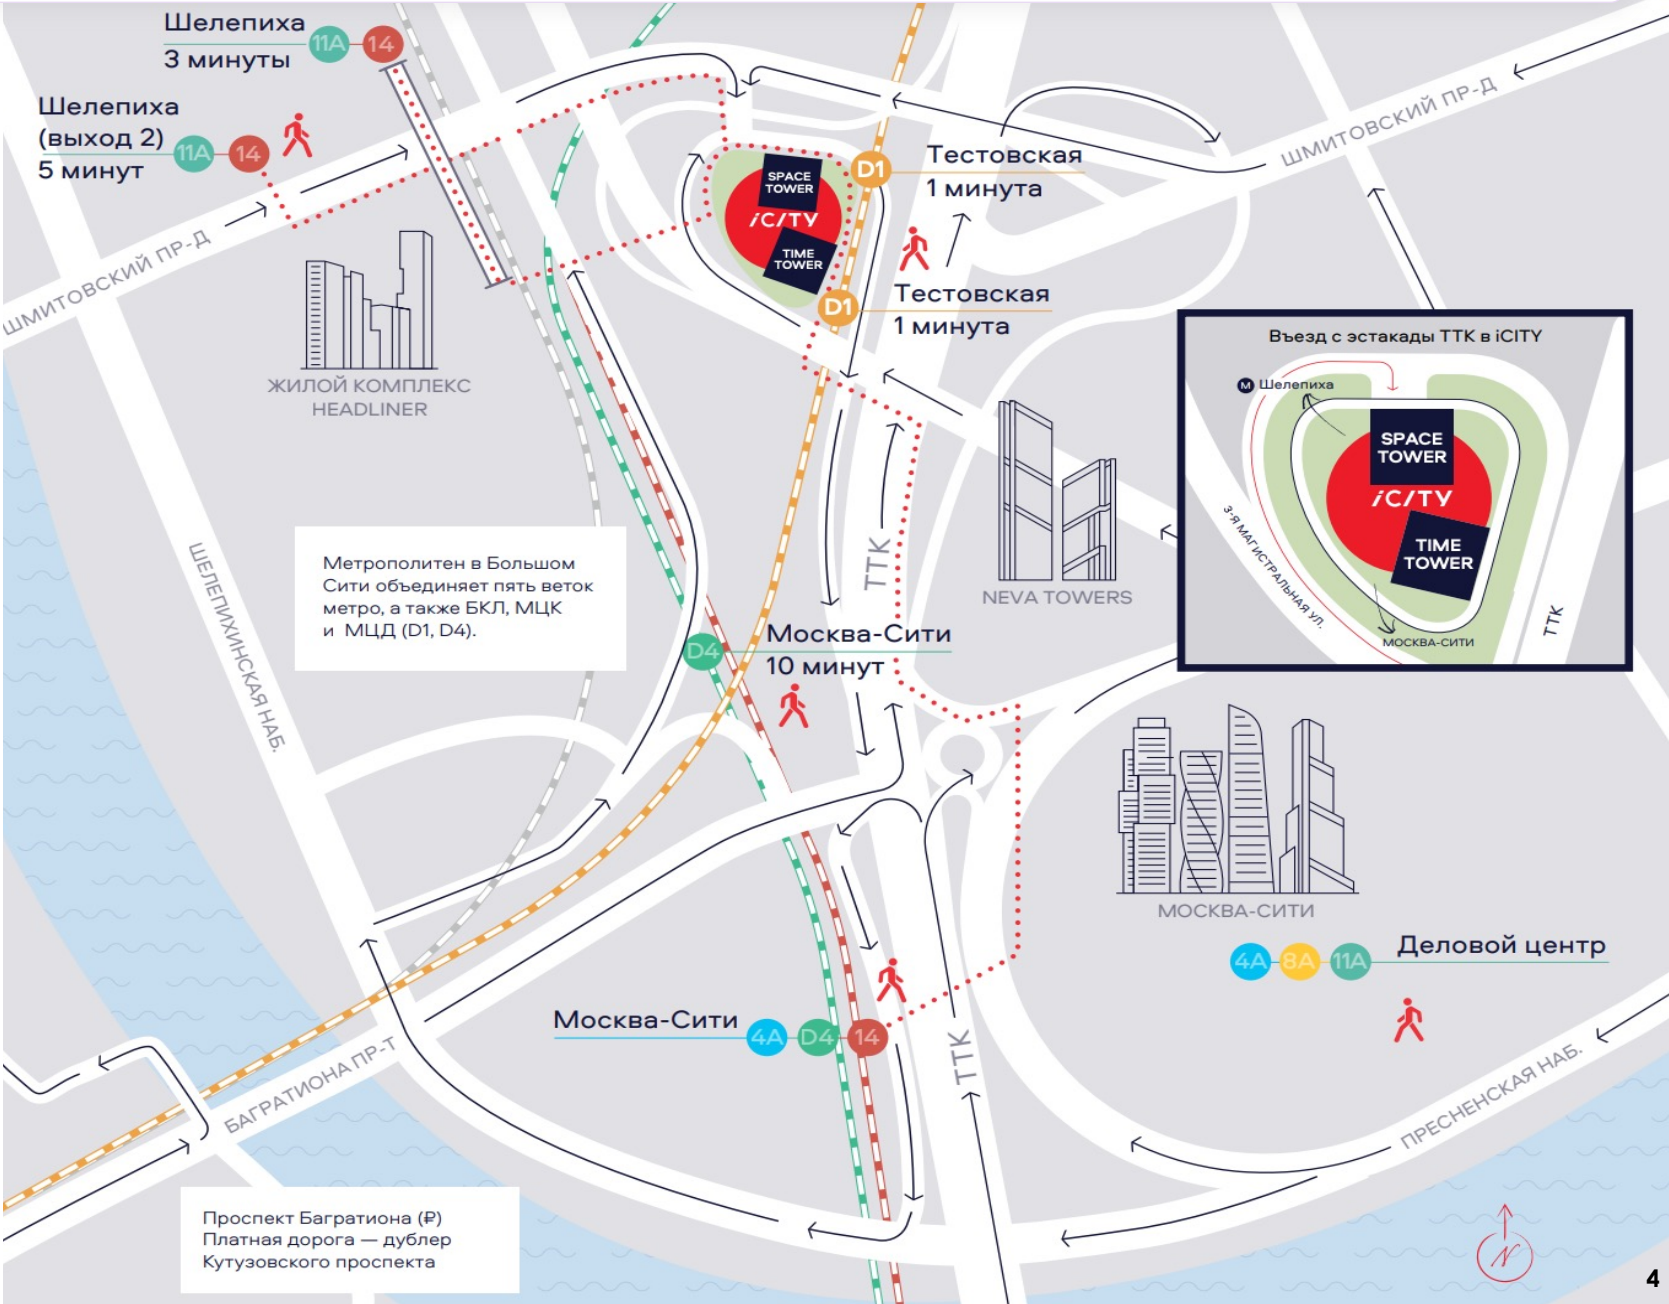 Шелепиха
3 минуты
11A
14
Шелепиха
(выход 2)
5 минут
11A
14
ШМИТОВСКИЙ ПР-Д
ШМИТОВСКИЙ ПР-Д
SPACE
TOWER
iC/TY
TIME
TOWER
D1
Тестовская
1 минута
D1
Тестовская
1 минута
ЖИЛОЙ КОМПЛЕКС
HEADLINER
Въезд с эстакады ТТК в iCITY
М Шелепиха
SPACE
TOWER
iC/TY
TIME
TOWER
3-Я МАГИСТРАЛЬНАЯ УЛ.
МОСКВА-СИТИ
ТТК
ШЕЛЕПИХИНСКАЯ НАБ.
Метрополитен в Большом
Сити объединяет пять веток
метро, а также БКЛ, МЦК
и МЦД (D1, D4).
ТТК
NEVA TOWERS
D4
Москва-Сити
10 минут
МОСКВА-СИТИ
4A
8A
11A
Деловой центр
Москва-Сити
4A
D4
14
ТТК
БАГРАТИОНА ПР-Т
ПРЕСНЕНСКАЯ НАБ.
Проспект Багратиона (₽)
Платная дорога — дублер
Кутузовского проспекта
N
4